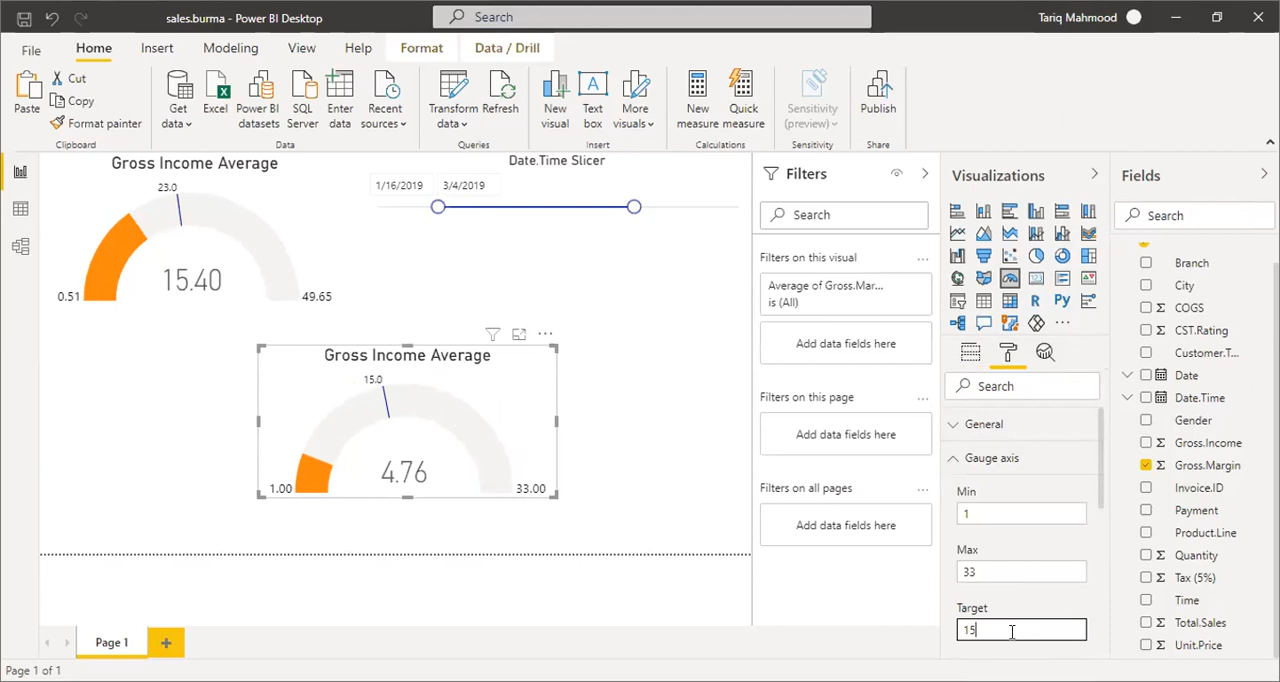 sales.burma - Power BI Desktop
Search
Tariq Mahmood
File Home Insert Modeling View Help Format Data / Drill
Paste
Cut
Copy
Format painter
Clipboard
Get data
Excel
Power BI datasets
SQL Server
Enter data
Recent sources
Data
Transform data
Refresh
Queries
New visual
Text box
More visuals
Insert
New measure
Quick measure
Calculations
Sensitivity (preview)
Sensitivity
Publish
Share
Gross Income Average
23.0
15.40
0.51
49.65
Date.Time Slicer
1/16/2019 3/4/2019
Gross Income Average
15.0
4.76
1.00
33.00
Filters
Search
Filters on this visual
...
Average of Gross.Mar...
is (All)
Add data fields here
Filters on this page
...
Add data fields here
Filters on all pages
...
Add data fields here
Visualizations
R
Py
...
Search
General
Gauge axis
Min
1
Max
33
Target
15
Fields
Search
Branch
City
COGS
CST.Rating
Customer.T...
Date
Date.Time
Gender
Gross.Income
Gross.Margin
Invoice.ID
Payment
Product.Line
Quantity
Tax (5%)
Time
Total.Sales
Unit.Price
Page 1
Page 1 of 1